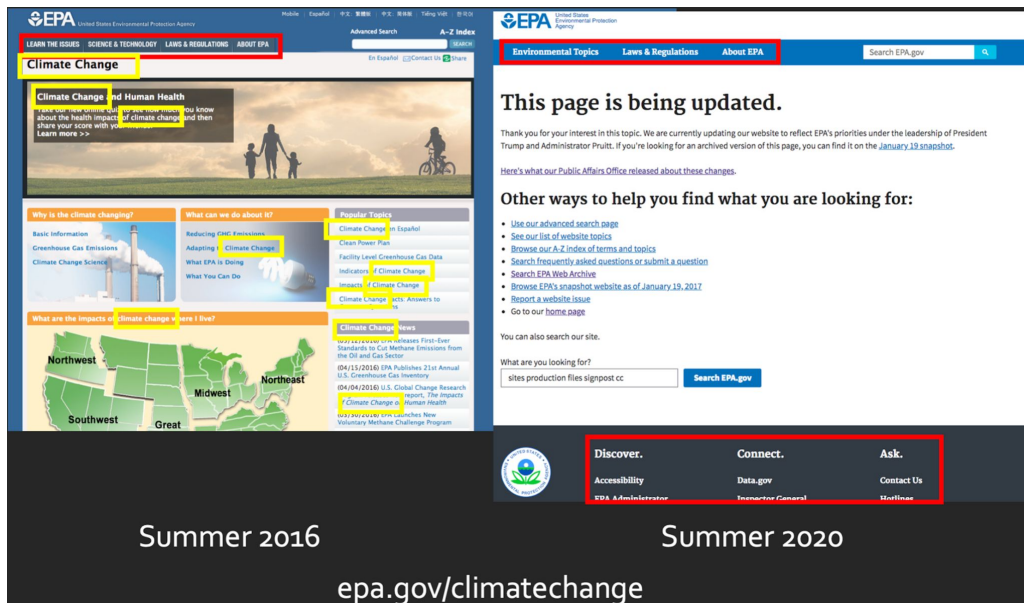 EPA United States Environmental Protection Agency
Mobile | Español | 中文: 繁體版 | 中文: 简体版 | Tiếng Việt | 한국어
Advanced Search A–Z Index
SEARCH
LEARN THE ISSUES SCIENCE & TECHNOLOGY LAWS & REGULATIONS ABOUT EPA
En Español Contact Us Share
Climate Change
Climate Change and Human Health
Take our new online quiz to see how much you know
about the health impacts of climate change and then
share your score with your friends!
Learn more >>
Why is the climate changing?
Basic Information
Greenhouse Gas Emissions
Climate Change Science
What can we do about it?
Reducing GHG Emissions
Adapting Climate Change
What EPA is Doing
What You Can Do
Popular Topics
Climate Change en Español
Clean Power Plan
Facility Level Greenhouse Gas Data
Indicators of Climate Change
Impacts of Climate Change
Climate Change Facts: Answers to
What are the impacts of climate change where I live?
Northwest
Southwest
Midwest
Northeast
Great
Climate Change News
EPA Releases First-Ever
Standards to Cut Methane Emissions from
the Oil and Gas Sector
(04/15/2016) EPA Publishes 21st Annual
U.S. Greenhouse Gas Inventory
(04/04/2016) U.S. Global Change Research
report, The Impacts
of Climate Change on Human Health
(03/30/2016) EPA Launches New
Voluntary Methane Challenge Program
EPA United States
Environmental Protection
Agency
Environmental Topics Laws & Regulations About EPA
Search EPA.gov
This page is being updated.
Thank you for your interest in this topic. We are currently updating our website to reflect EPA's priorities under the leadership of President
Trump and Administrator Pruitt. If you're looking for an archived version of this page, you can find it on the January 19 snapshot.
Here's what our Public Affairs Office released about these changes.
Other ways to help you find what you are looking for:
Use our advanced search page
See our list of website topics
Browse our A-Z index of terms and topics
Search frequently asked questions or submit a question
Search EPA Web Archive
Browse EPA's snapshot website as of January 19, 2017
Report a website issue
Go to our home page
You can also search our site.
What are you looking for?
sites production files signpost cc
Search EPA.gov
Discover. Connect. Ask.
Accessibility Data.gov Contact Us
EPA Administrator Inspector General Hotlines
Summer 2016
Summer 2020
epa.gov/climatechange